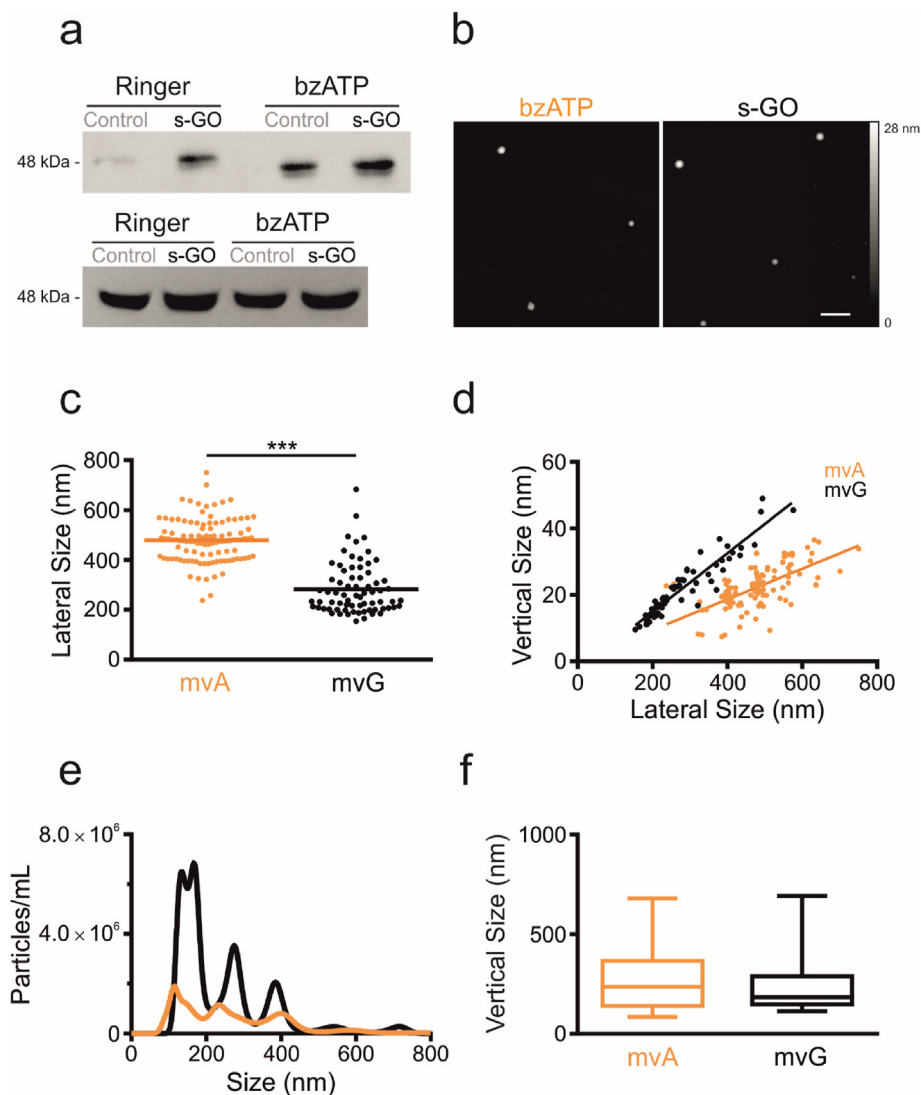 a
Ringer bzATP
Control s-GO Control s-GO
48 kDa -
Ringer bzATP
Control s-GO Control s-GO
48 kDa -
b
bzATP s-GO
28 nm
0
c
***
Lateral Size (nm)
800
600
400
200
0
mvA mvG
d
Vertical Size (nm)
60
40
20
0
mvA
mvG
0 200 400 600 800
Lateral Size (nm)
e
Particles/mL
8.0 × 10⁶
4.0 × 10⁶
0
0 200 400 600 800
Size (nm)
f
Vertical Size (nm)
1000
500
0
mvA mvG